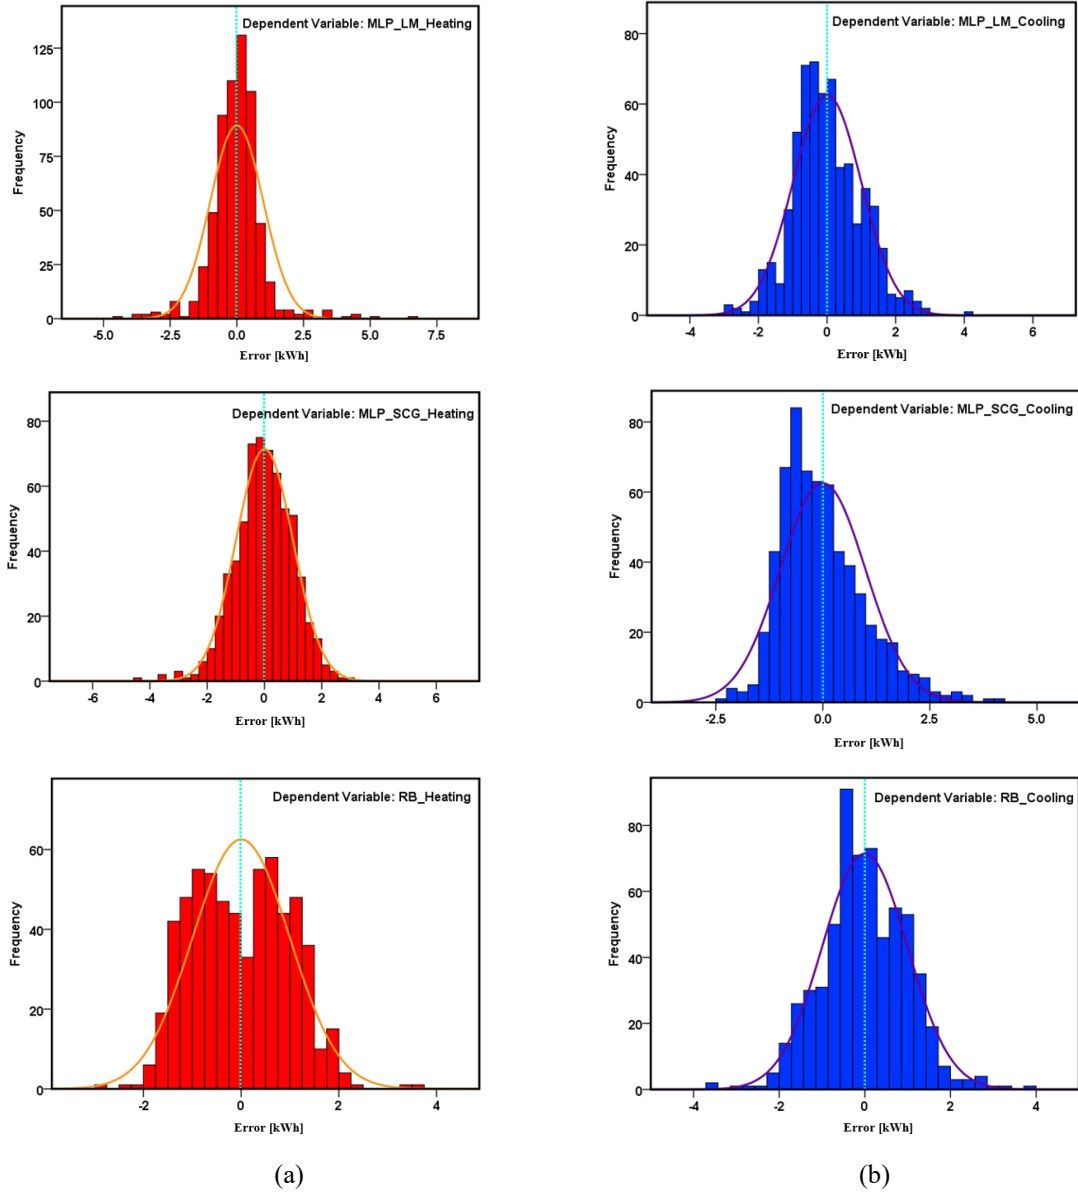 Dependent Variable: MLP_LM_Heating
125
100
75
50
25
0
Frequency
-5.0 -2.5 0.0 2.5 5.0 7.5
Error [kWh]
Dependent Variable: MLP_LM_Cooling
80
60
40
20
0
Frequency
-4 -2 0 2 4 6
Error [kWh]
Dependent Variable: MLP_SCG_Heating
80
60
40
20
0
Frequency
-6 -4 -2 0 2 4 6
Error [kWh]
Dependent Variable: MLP_SCG_Cooling
80
60
40
20
0
Frequency
-2.5 0.0 2.5 5.0
Error [kWh]
Dependent Variable: RB_Heating
60
40
20
0
Frequency
-2 0 2 4
Error [kWh]
Dependent Variable: RB_Cooling
80
60
40
20
0
Frequency
-4 -2 0 2 4
Error [kWh]
(a)
(b)